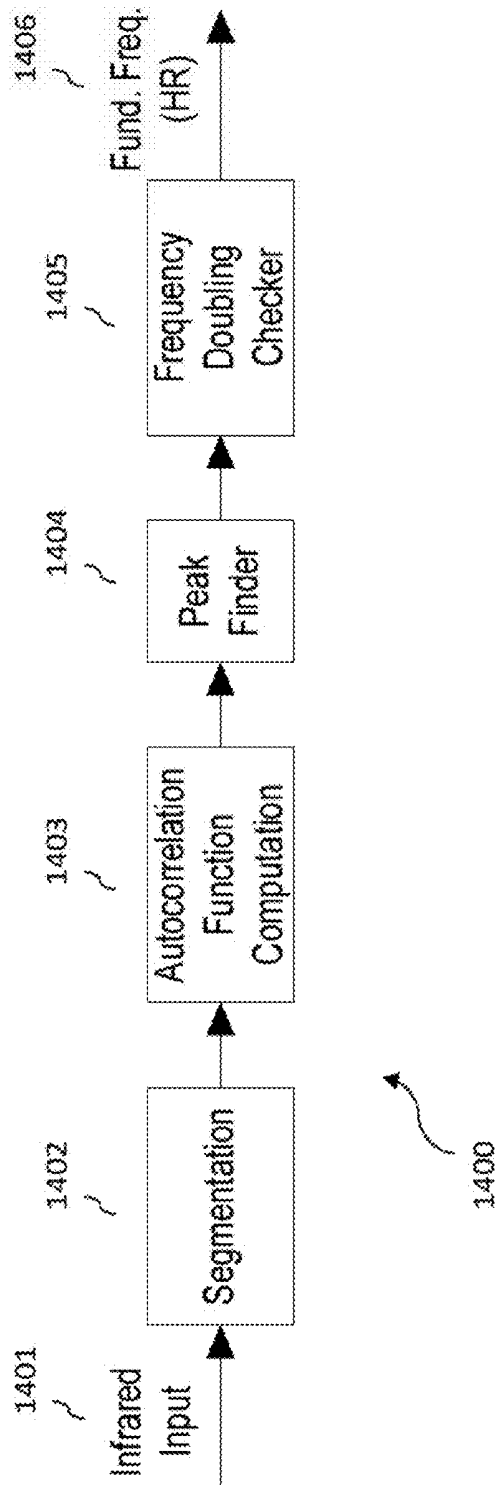 1401
Infrared
Input
1402
Segmentation
1403
Autocorrelation
Function
Computation
1404
Peak
Finder
1405
Frequency
Doubling
Checker
1406
Fund. Freq.
(HR)
1400